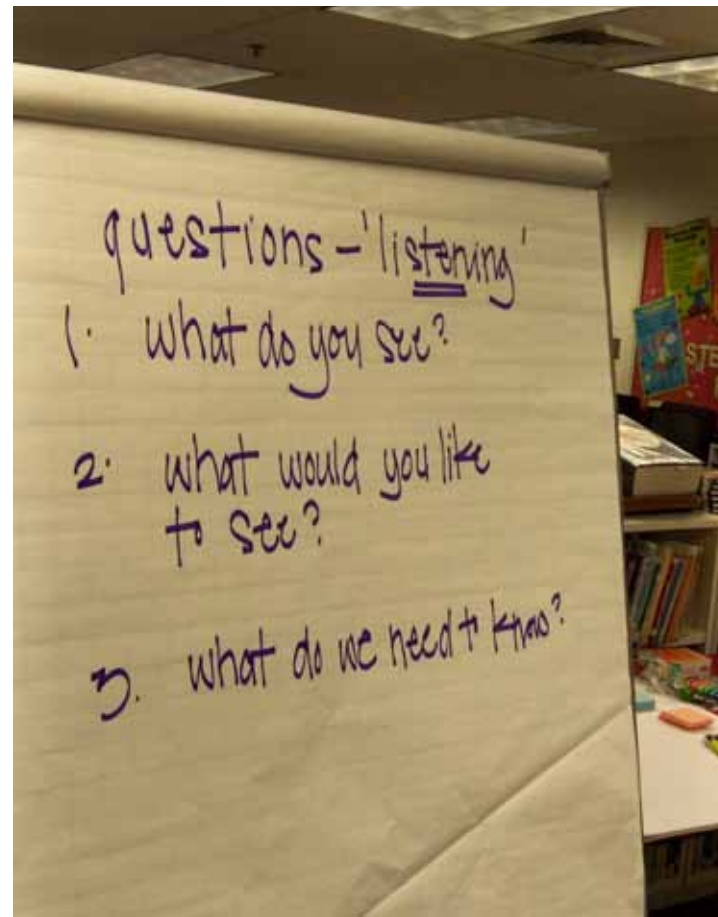 questions - 'listening'
1. what do you see?
2. what would you like
to see?
3. what do we need to know?
STE